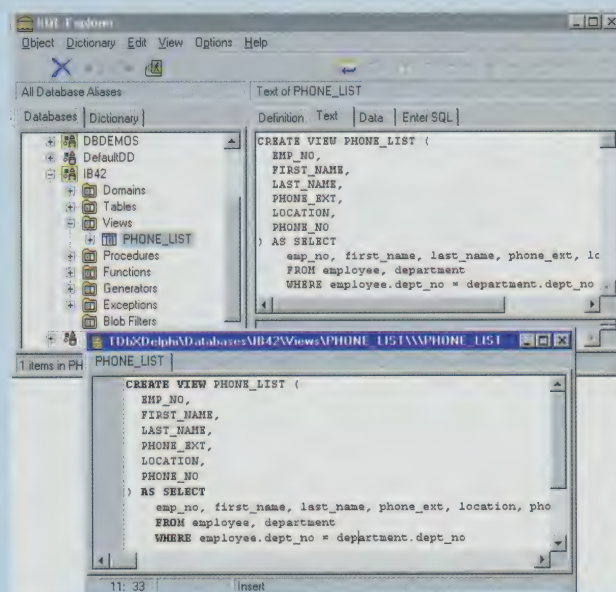 Explorer
Object Dictionary Edit View Options Help
All Database Aliases
Text of PHONE_LIST
Databases Dictionary
Definition Text Data Enter SQL
DBDEMOS
DefaultDD
IB42
Domains
Tables
Views
PHONE_LIST
Procedures
Functions
Generators
Exceptions
Blob Filters
CREATE VIEW PHONE_LIST (
EMP_NO,
FIRST_NAME,
LAST_NAME,
PHONE_EXT,
LOCATION,
PHONE_NO
) AS SELECT
emp_no, first_name, last_name, phone_ext, lc
FROM employee, department
WHERE employee.dept_no = department.dept_no
1 items in PH
TDbXDelphi\Databases\IB42\Views\PHONE_LIST\\\PHONE_LIST
PHONE_LIST
CREATE VIEW PHONE_LIST (
EMP_NO,
FIRST_NAME,
LAST_NAME,
PHONE_EXT,
LOCATION,
PHONE_NO
) AS SELECT
emp_no, first_name, last_name, phone_ext, location, pho
FROM employee, department
WHERE employee.dept_no = department.dept_no
11: 33
Insert